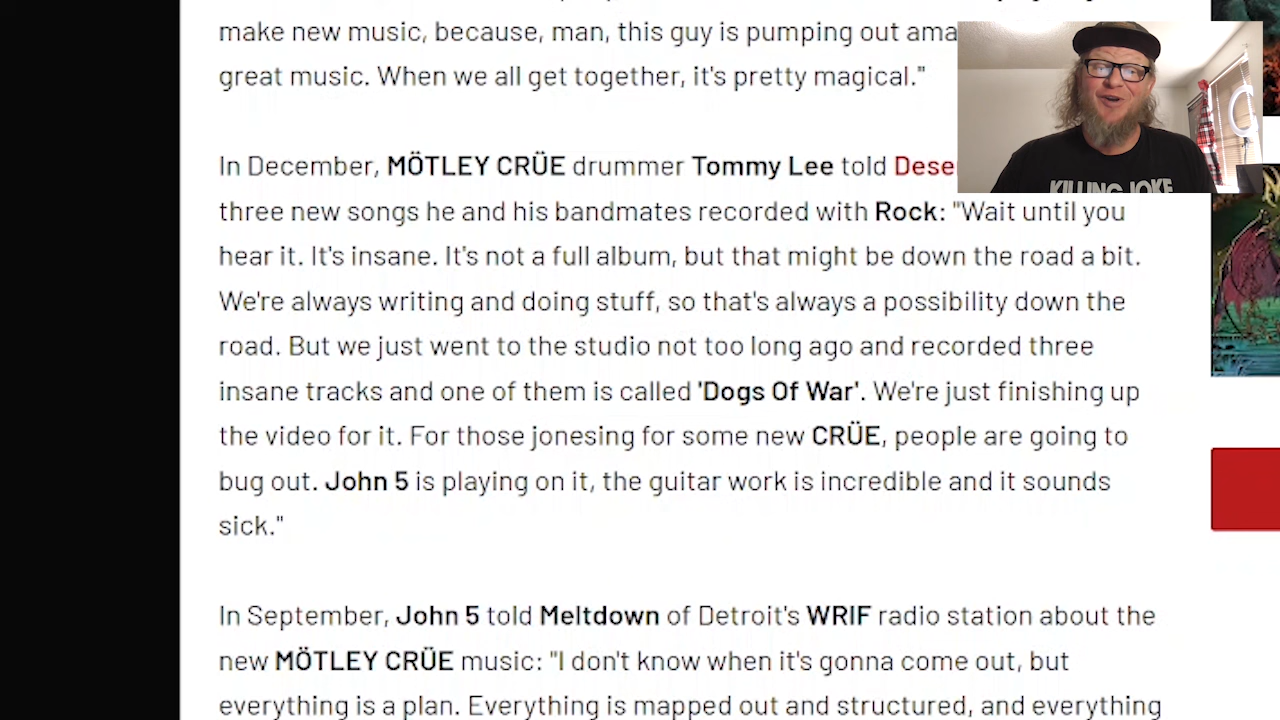 make new music, because, man, this guy is pumping out
great music. When we all get together, it's pretty magical."
In December, MÖTLEY CRÜE drummer Tommy Lee told
three new songs he and his bandmates recorded with Rock: "Wait until you
hear it. It's insane. It's not a full album, but that might be down the road a bit.
We're always writing and doing stuff, so that's always a possibility down the
road. But we just went to the studio not too long ago and recorded three
insane tracks and one of them is called 'Dogs Of War'. We're just finishing up
the video for it. For those jonesing for some new CRÜE, people are going to
bug out. John 5 is playing on it, the guitar work is incredible and it sounds
sick."
In September, John 5 told Meltdown of Detroit's WRIF radio station about the
new MÖTLEY CRÜE music: "I don't know when it's gonna come out, but
everything is a plan. Everything is mapped out and structured, and everything
KILLING JOKE